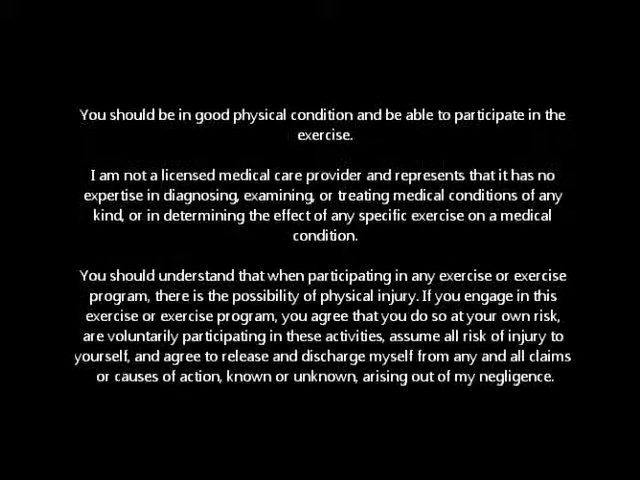 You should be in good physical condition and be able to participate in the
exercise.
I am not a licensed medical care provider and represents that it has no
expertise in diagnosing, examining, or treating medical conditions of any
kind, or in determining the effect of any specific exercise on a medical
condition.
You should understand that when participating in any exercise or exercise
program, there is the possibility of physical injury. If you engage in this
exercise or exercise program, you agree that you do so at your own risk,
are voluntarily participating in these activities, assume all risk of injury to
yourself, and agree to release and discharge myself from any and all claims
or causes of action, known or unknown, arising out of my negligence.